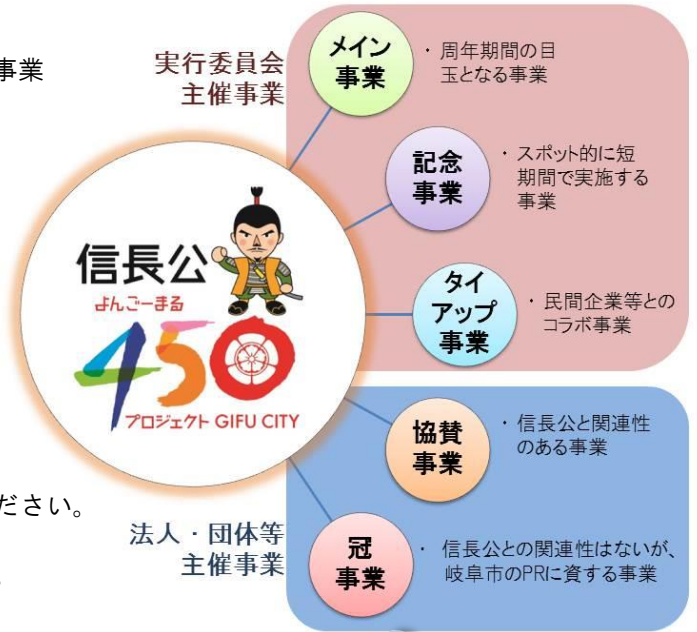 事業
実行委員会
主催事業
メイン
事業
・ 周年期間の目
玉となる事業
記念
事業
・ スポット的に短
期間で実施する
事業
タイ
アップ
事業
・ 民間企業等との
コラボ事業
信長公
よんごーまる
450
プロジェクト GIFU CITY
協賛
事業
・ 信長公と関連性
のある事業
ださい。
法人・団体等
主催事業
冠
事業
・ 信長公との関連性はないが、
岐阜市のPRに資する事業